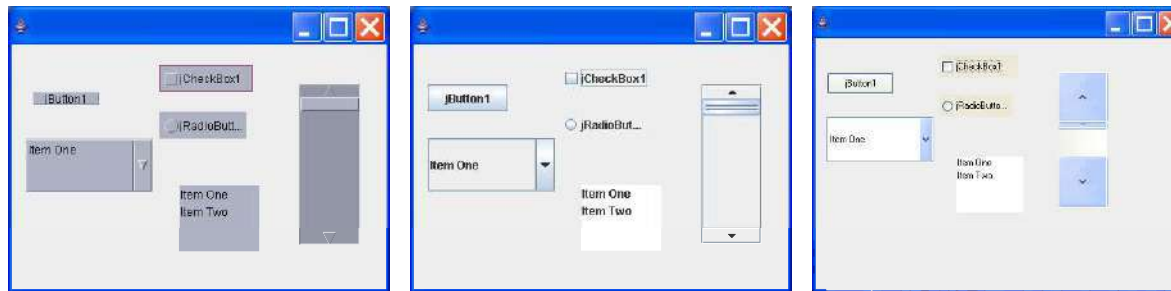 jCheckBox1
jButton1
jRadioButt...
Item One
Item One
Item Two
jCheckBox1
jButton1
jRadioBut...
Item One
Item One
Item Two
jCheckBox1
jButton1
jRadioButto...
Item One
Item One
Item Two